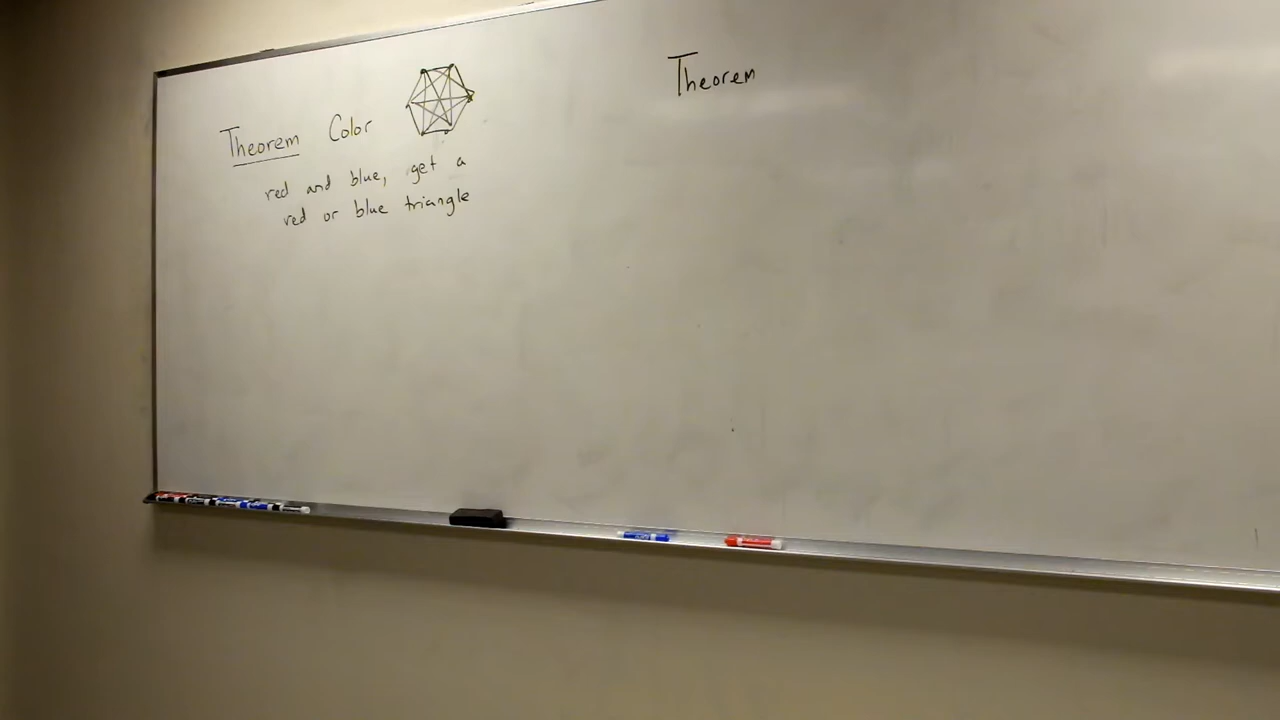 Theorem Color
red and blue, get a
red or blue triangle
Theorem